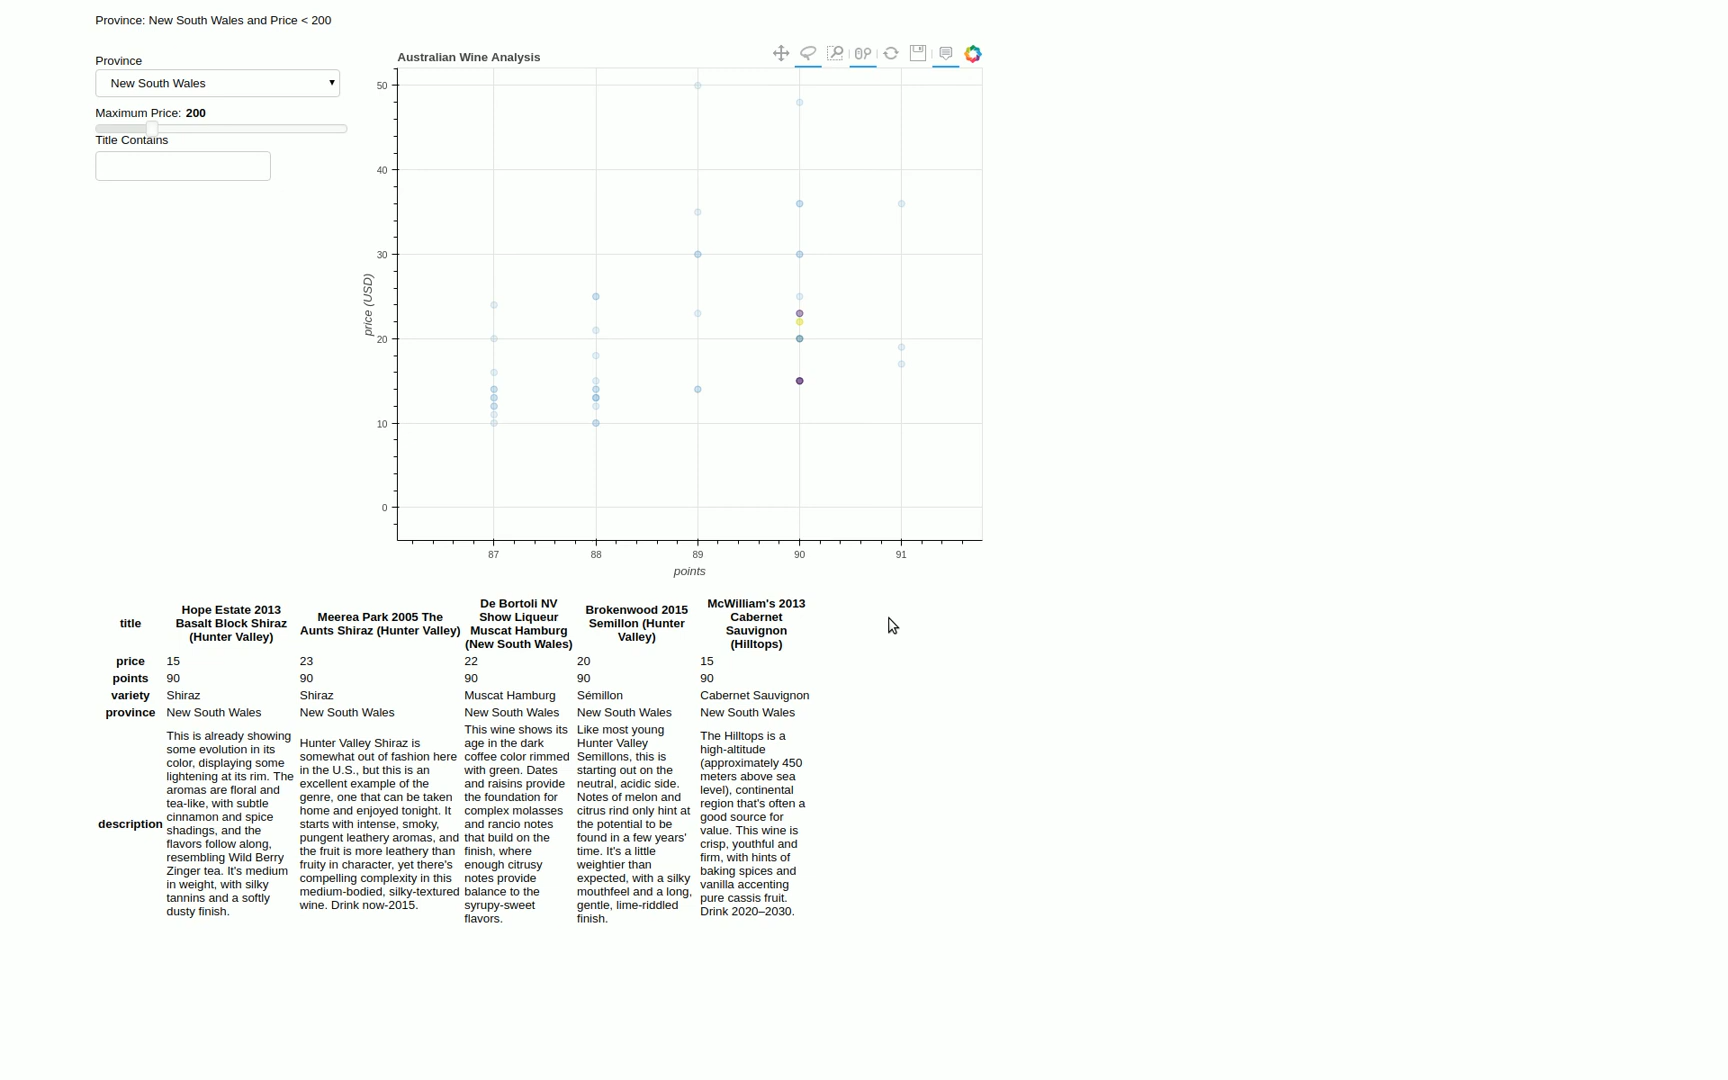 Province: New South Wales and Price < 200
Province
New South Wales
Maximum Price: 200
Title Contains
Australian Wine Analysis
50
40
30
20
10
0
price (USD)
87 88 89 90 91
points
title
Hope Estate 2013
Basalt Block Shiraz
(Hunter Valley)
Meerea Park 2005 The
Aunts Shiraz (Hunter Valley)
De Bortoli NV
Show Liqueur
Muscat Hamburg
(New South Wales)
Brokenwood 2015
Semillon (Hunter
Valley)
McWilliam's 2013
Cabernet
Sauvignon
(Hilltops)
price 15 23 22 20 15
points 90 90 90 90 90
variety Shiraz Shiraz Muscat Hamburg Sémillon Cabernet Sauvignon
province New South Wales New South Wales New South Wales New South Wales New South Wales
description
This is already showing
some evolution in its
color, displaying some
lightening at its rim. The
aromas are floral and
tea-like, with subtle
cinnamon and spice
shadings, and the
flavors follow along,
resembling Wild Berry
Zinger tea. It's medium
in weight, with silky
tannins and a softly
dusty finish.
Hunter Valley Shiraz is
somewhat out of fashion here
in the U.S., but this is an
excellent example of the
genre, one that can be taken
home and enjoyed tonight. It
starts with intense, smoky,
pungent leathery aromas, and
the fruit is more leathery than
fruity in character, yet there's
compelling complexity in this
medium-bodied, silky-textured
wine. Drink now-2015.
This wine shows its
age in the dark
coffee color rimmed
with green. Dates
and raisins provide
the foundation for
complex molasses
and rancio notes
that build on the
finish, where
enough citrusy
notes provide
balance to the
syrupy-sweet
flavors.
Like most young
Hunter Valley
Semillons, this is
starting out on the
neutral, acidic side.
Notes of melon and
citrus rind only hint at
the potential to be
found in a few years'
time. It's a little
weightier than
expected, with a silky
mouthfeel and a long,
gentle, lime-riddled
finish.
The Hilltops is a
high-altitude
(approximately 450
meters above sea
level), continental
region that's often a
good source for
value. This wine is
crisp, youthful and
firm, with hints of
baking spices and
vanilla accenting
pure cassis fruit.
Drink 2020–2030.